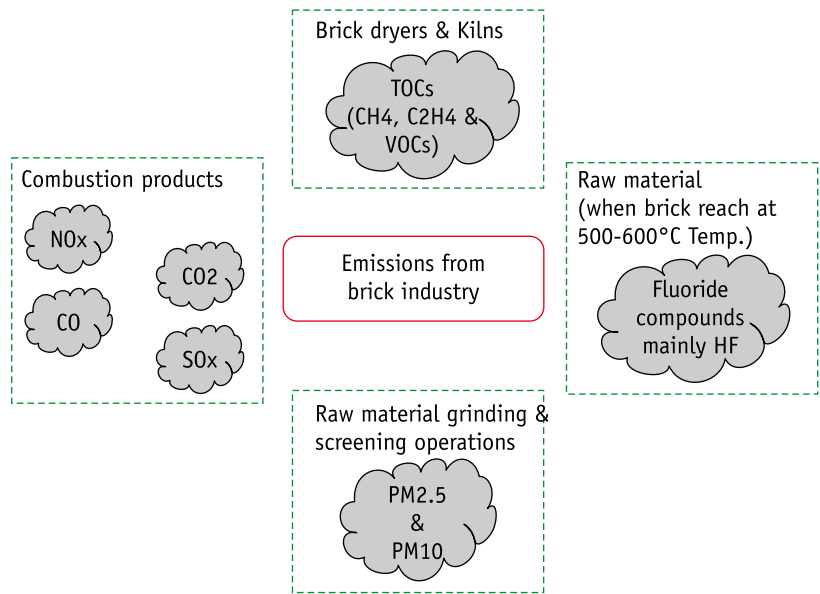 Brick dryers & Kilns
TOCs
(CH4, C2H4 &
VOCs)
Combustion products
NOx
CO2
CO
SOx
Emissions from
brick industry
Raw material
(when brick reach at
500-600°C Temp.)
Fluoride
compounds
mainly HF
Raw material grinding &
screening operations
PM2.5
&
PM10